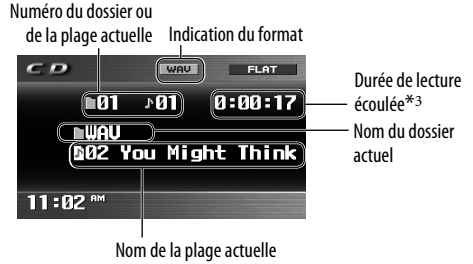 Numéro du dossier ou
de la plage actuelle
Indication du format
CD
WAV
FLAT
01
♪01
0:00:17
Durée de lecture
écoulée*3
WAV
Nom du dossier
actuel
02 You Might Think
11:02 AM
Nom de la plage actuelle